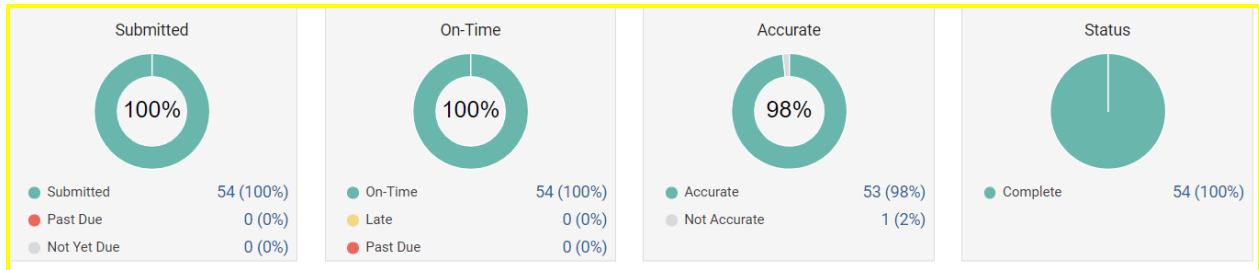 Submitted
100%
Submitted 54 (100%)
Past Due 0 (0%)
Not Yet Due 0 (0%)
On-Time
100%
On-Time 54 (100%)
Late 0 (0%)
Past Due 0 (0%)
Accurate
98%
Accurate 53 (98%)
Not Accurate 1 (2%)
Status
Complete 54 (100%)